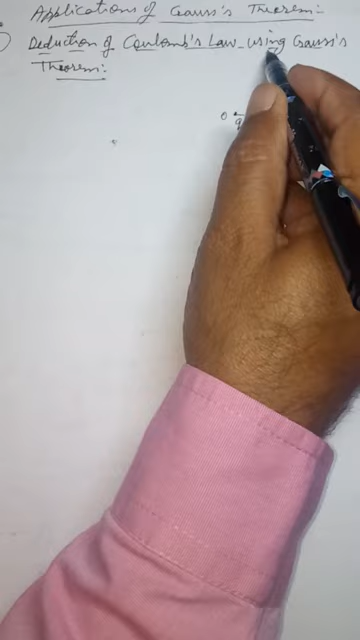 Applications of Gauss's Theorem:
Deduction of Coulomb's Law using Gauss's
Theorem:
O
q